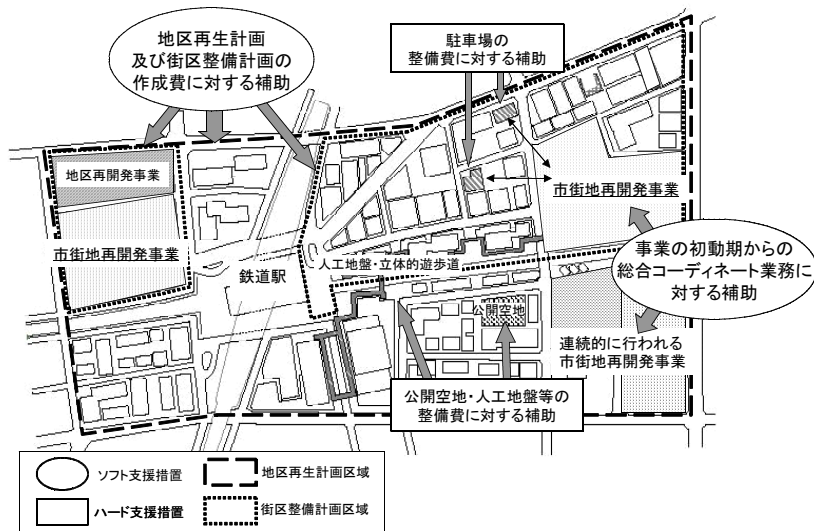 地区再生計画
及び街区整備計画の
作成費に対する補助
駐車場の
整備費に対する補助
地区再開発事業
市街地再開発事業
市街地再開発事業
鉄道駅
人工地盤・立体的遊歩道
事業の初動期からの
総合コーディネート業務に
対する補助
公開空地
連続的に行われる
市街地再開発事業
公開空地・人工地盤等の
整備費に対する補助
ソフト支援措置
地区再生計画区域
ハード支援措置
街区整備計画区域